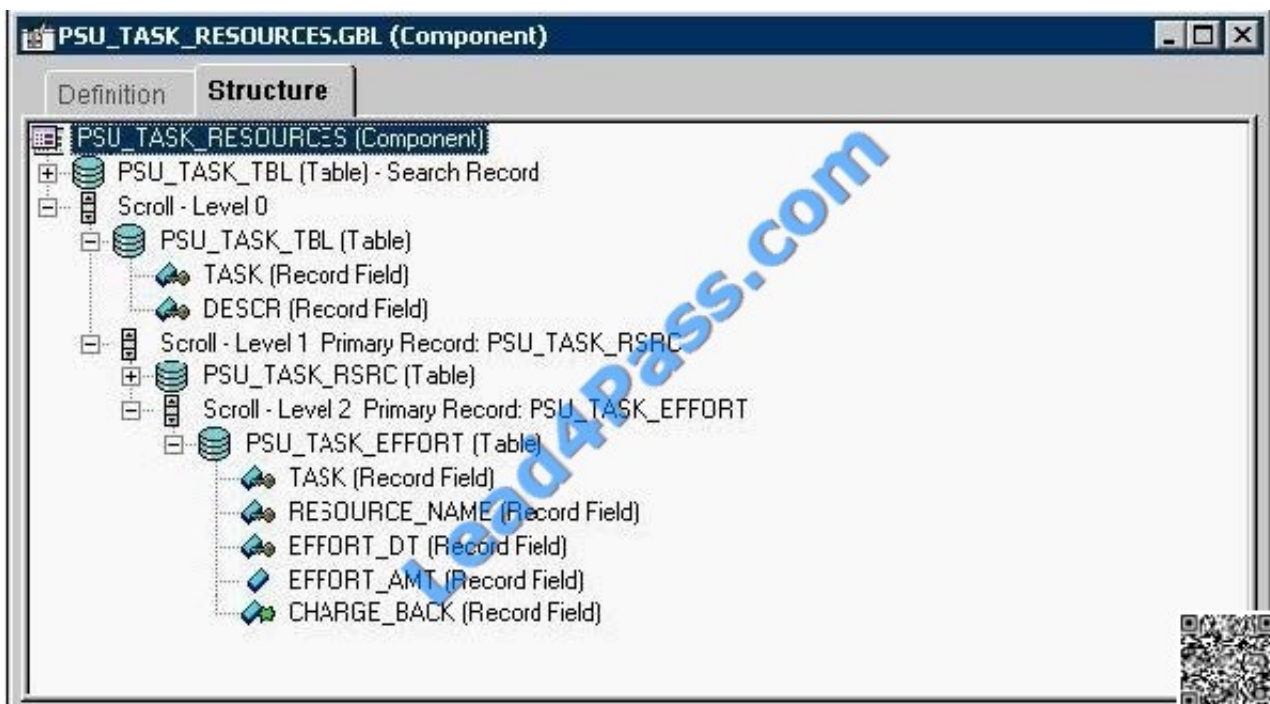 PSU_TASK_RESOURCES.GBL (Component)
Definition Structure
PSU_TASK_RESOURCES (Component)
PSU_TASK_TBL (Table) - Search Record
Scroll - Level 0
PSU_TASK_TBL (Table)
TASK (Record Field)
DESCR (Record Field)
Scroll - Level 1 Primary Record: PSU_TASK_RSRC
PSU_TASK_RSRC (Table)
Scroll - Level 2 Primary Record: PSU_TASK_EFFORT
PSU_TASK_EFFORT (Table)
TASK (Record Field)
RESOURCE_NAME (Record Field)
EFFORT_DT (Record Field)
EFFORT_AMT (Record Field)
CHARGE_BACK (Record Field)
Lead4Pass.com